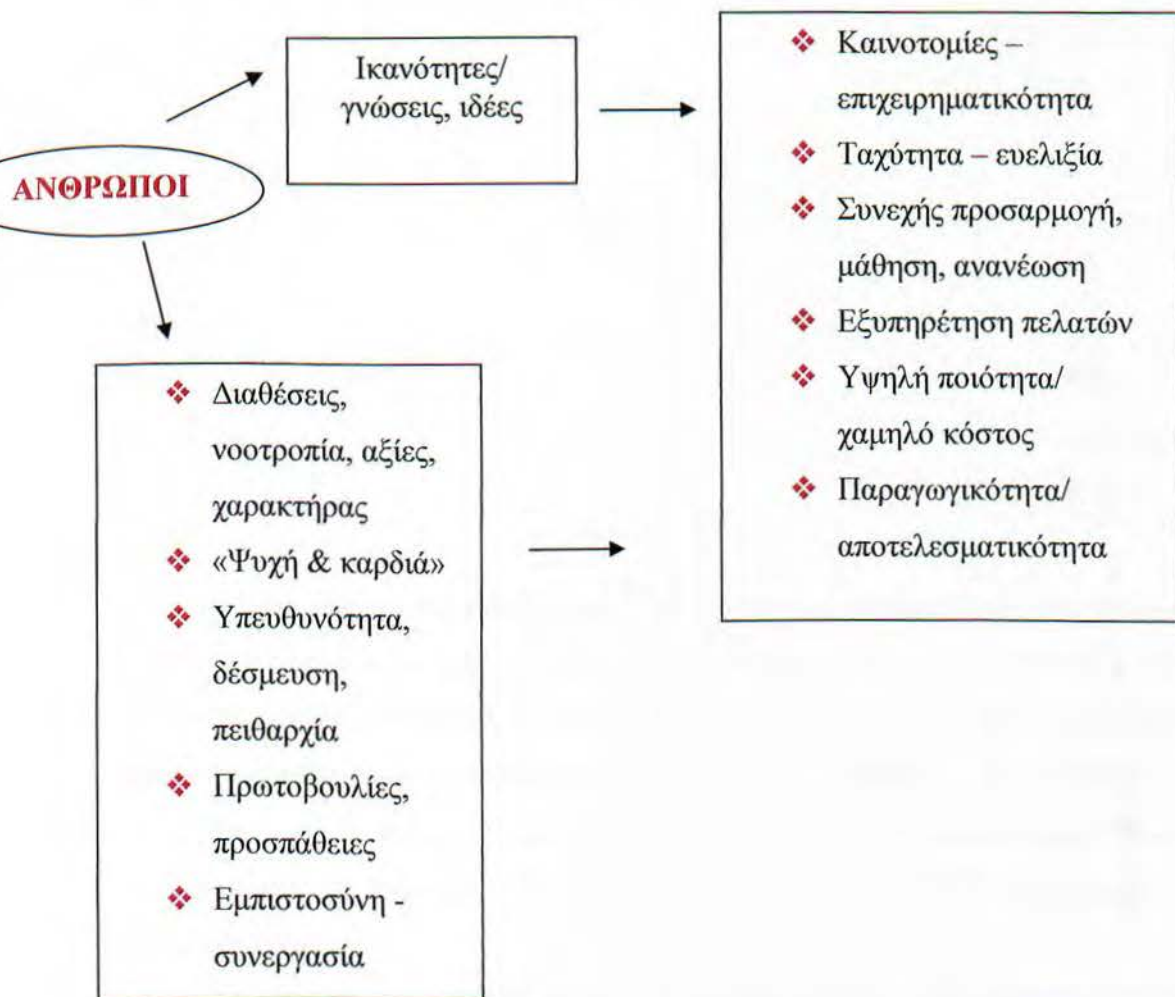 ΑΝΘΡΩΠΟΙ
Ικανότητες/
γνώσεις, ιδέες
❖ Διαθέσεις,
νοοτροπία, αξίες,
χαρακτήρας
❖ «Ψυχή & καρδιά»
❖ Υπευθυνότητα,
δέσμευση,
πειθαρχία
❖ Πρωτοβουλίες,
προσπάθειες
❖ Εμπιστοσύνη -
συνεργασία
❖ Καινοτομίες –
επιχειρηματικότητα
❖ Ταχύτητα – ευελιξία
❖ Συνεχής προσαρμογή,
μάθηση, ανανέωση
❖ Εξυπηρέτηση πελατών
❖ Υψηλή ποιότητα/
χαμηλό κόστος
❖ Παραγωγικότητα/
αποτελεσματικότητα